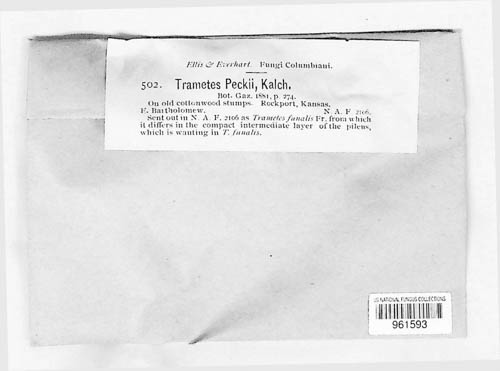 Ellis & Everhart. Fungi Columbiani.
502. Trametes Peckii, Kalch.
Bot. Gaz. 1881, p. 274.
On old cottonwood stumps. Rockport, Kansas.
E. Bartholomew. N. A. F. 2106.
Sent out in N. A. F. 2106 as Trametes funalis Fr. from which
it differs in the compact intermediate layer of the pileus,
which is wanting in T. funalis.
US NATIONAL FUNGUS COLLECTIONS
961593